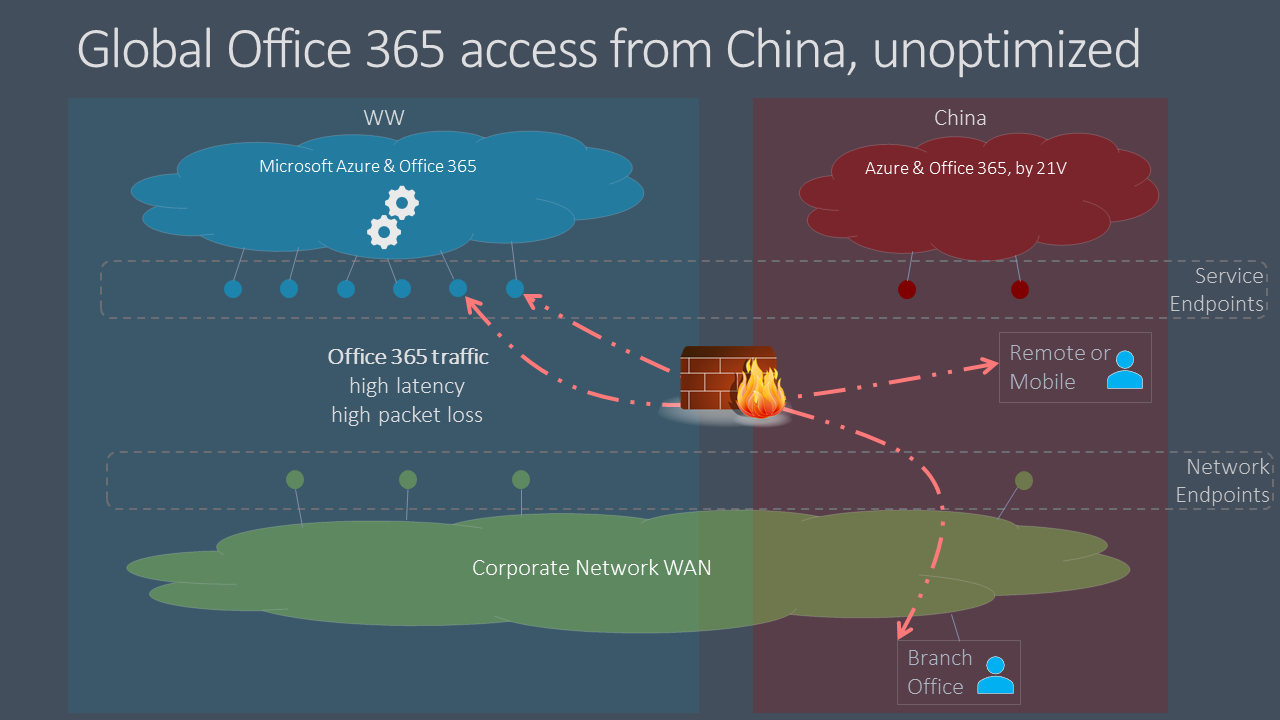 Global Office 365 access from China, unoptimized
WW
China
Microsoft Azure & Office 365
Azure & Office 365, by 21V
Service
Endpoints
Office 365 traffic
high latency
high packet loss
Remote or
Mobile
Network
Endpoints
Corporate Network WAN
Branch
Office